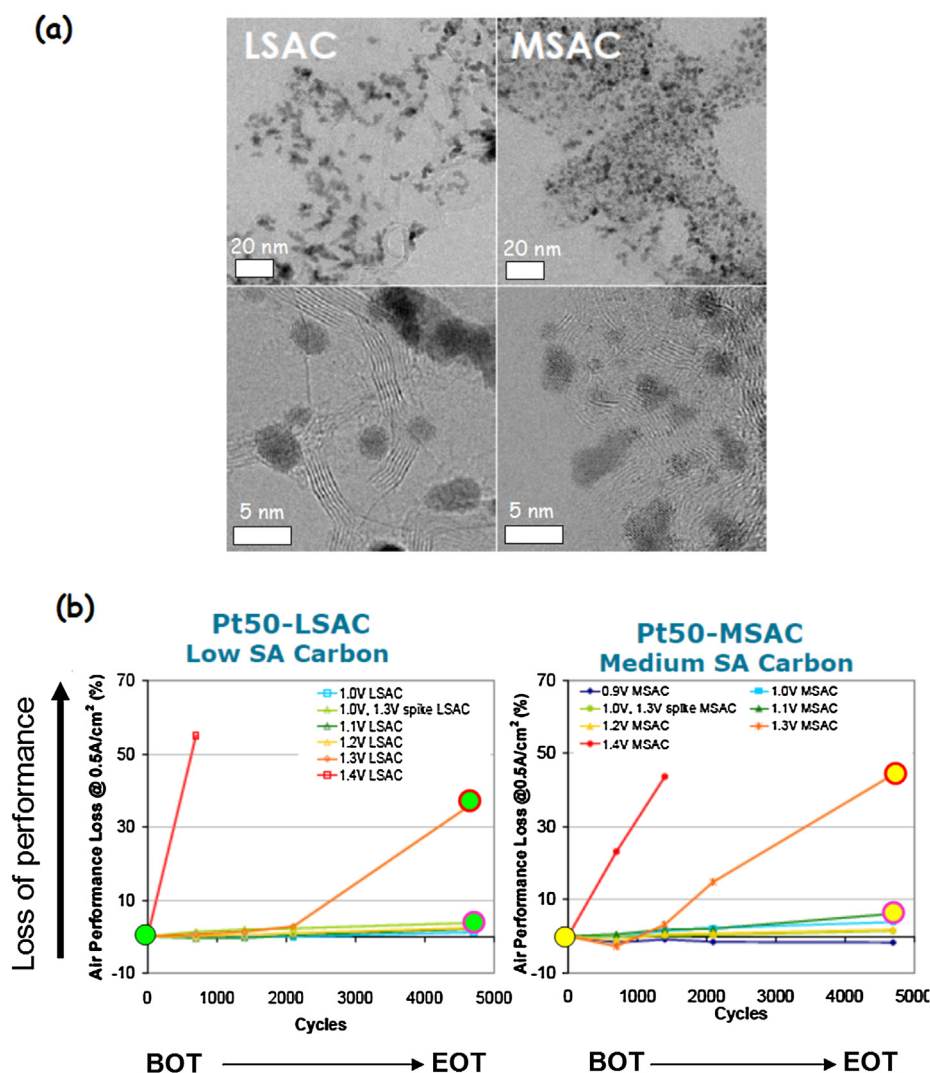 (a)
LSAC
MSAC
20 nm
20 nm
5 nm
5 nm
(b)
Pt50-LSAC
Low SA Carbon
Loss of performance
Air Performance Loss @ 0.5A/cm² (%)
70
50
30
10
-10
1.0V LSAC
1.0V, 1.3V spike LSAC
1.1V LSAC
1.2V LSAC
1.3V LSAC
1.4V LSAC
0
1000
2000
3000
4000
5000
Cycles
BOT
EOT
Pt50-MSAC
Medium SA Carbon
Air Performance Loss @0.5A/cm² (%)
70
50
30
10
-10
0.9V MSAC
1.0V MSAC
1.0V, 1.3V spike MSAC
1.1V MSAC
1.2V MSAC
1.3V MSAC
1.4V MSAC
0
1000
2000
3000
4000
5000
Cycles
BOT
EOT